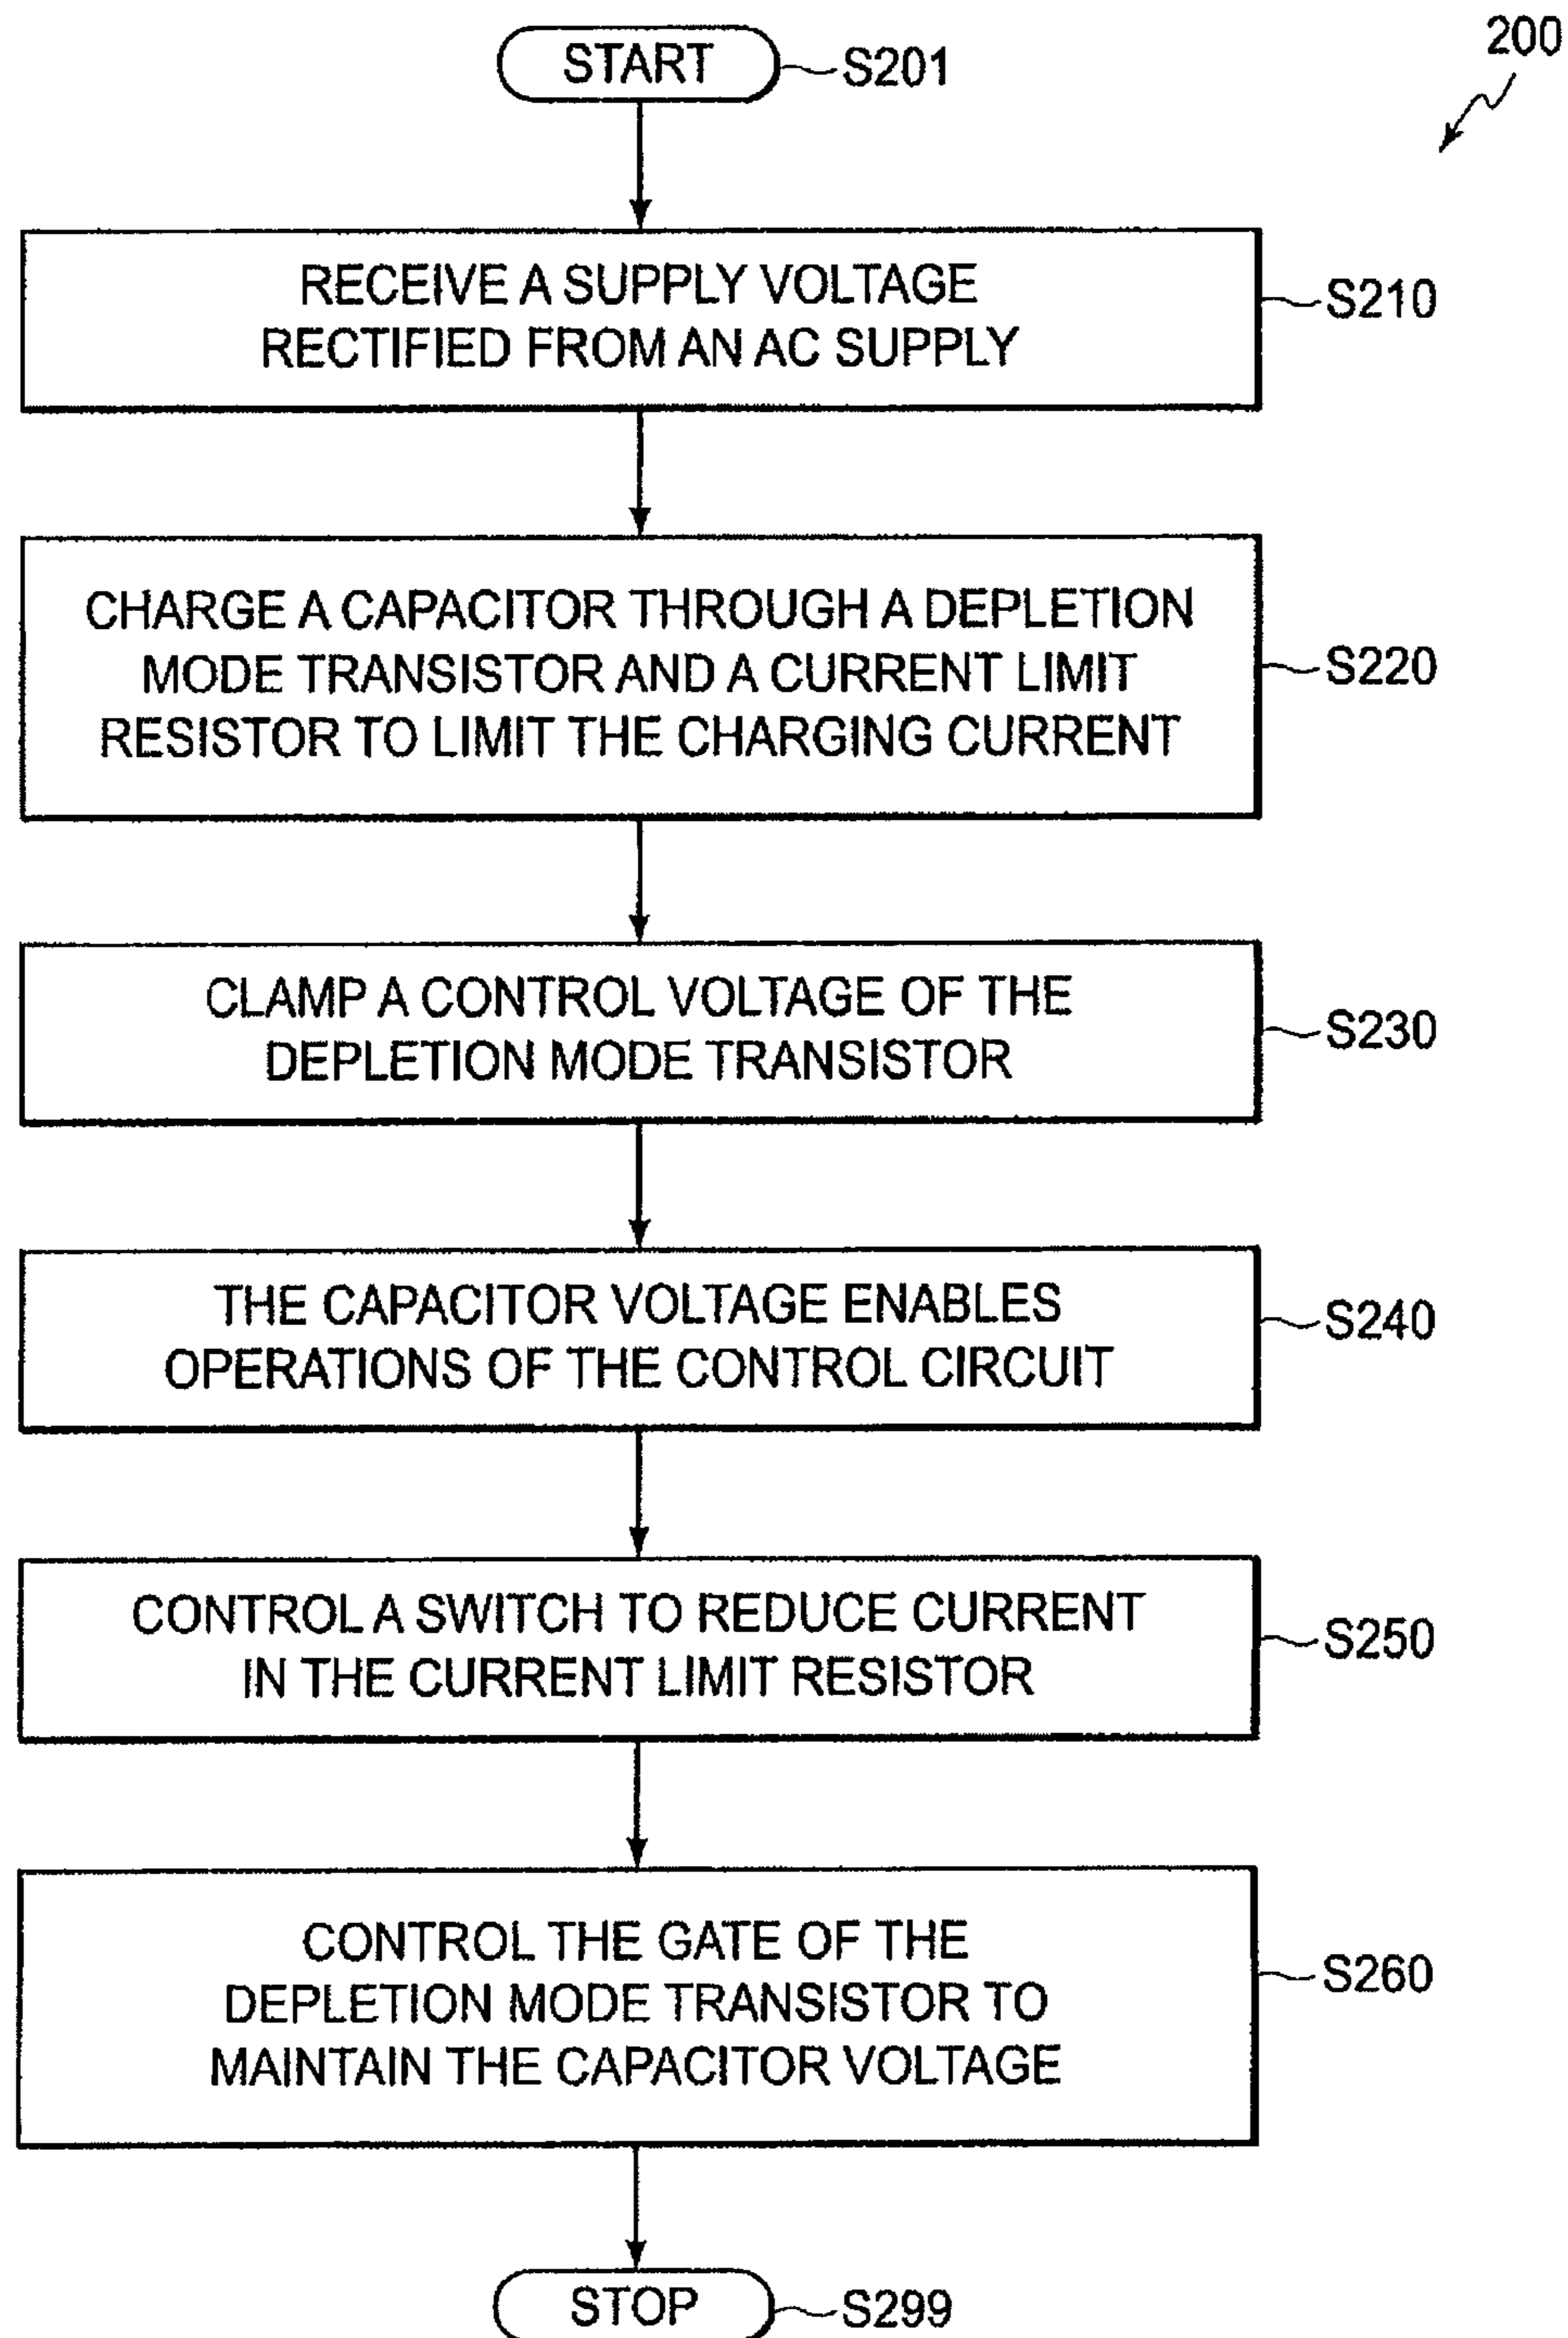 200
START
S201
RECEIVE A SUPPLY VOLTAGE
RECTIFIED FROM AN AC SUPPLY
S210
CHARGE A CAPACITOR THROUGH A DEPLETION
MODE TRANSISTOR AND A CURRENT LIMIT
RESISTOR TO LIMIT THE CHARGING CURRENT
S220
CLAMP A CONTROL VOLTAGE OF THE
DEPLETION MODE TRANSISTOR
S230
THE CAPACITOR VOLTAGE ENABLES
OPERATIONS OF THE CONTROL CIRCUIT
S240
CONTROL A SWITCH TO REDUCE CURRENT
IN THE CURRENT LIMIT RESISTOR
S250
CONTROL THE GATE OF THE
DEPLETION MODE TRANSISTOR TO
MAINTAIN THE CAPACITOR VOLTAGE
S260
STOP
S299